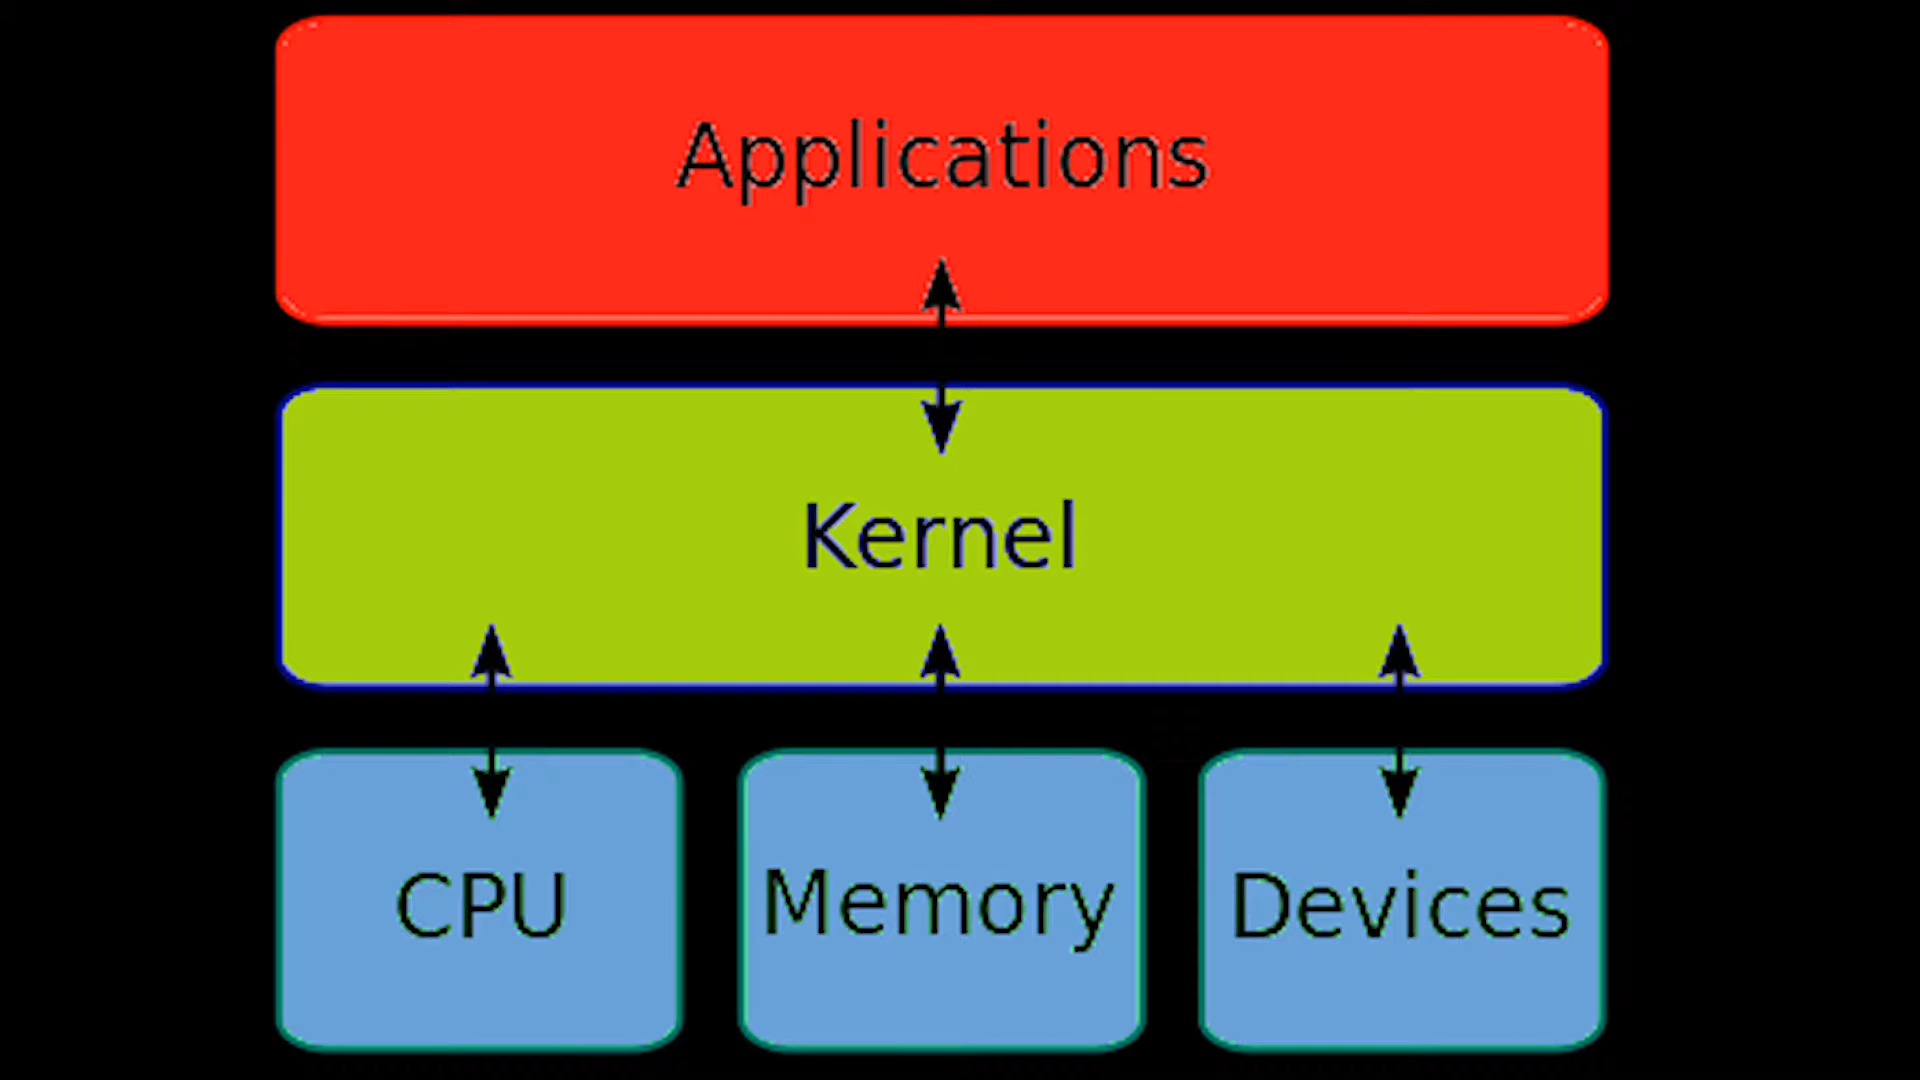 Applications
Kernel
CPU
Memory
Devices